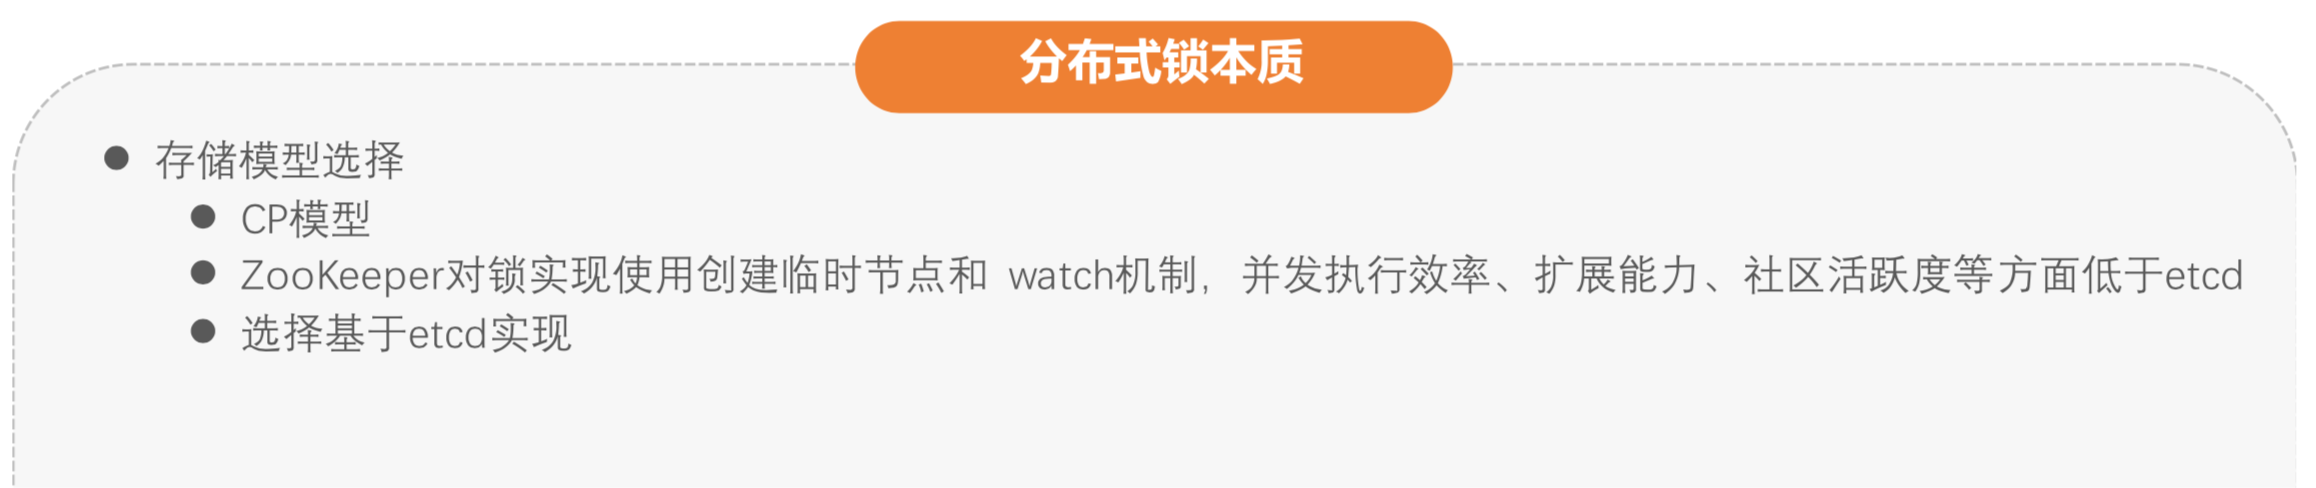 分布式锁本质
存储模型选择
CP模型
ZooKeeper对锁实现使用创建临时节点和 watch机制，并发执行效率、扩展能力、社区活跃度等方面低于etcd
选择基于etcd实现